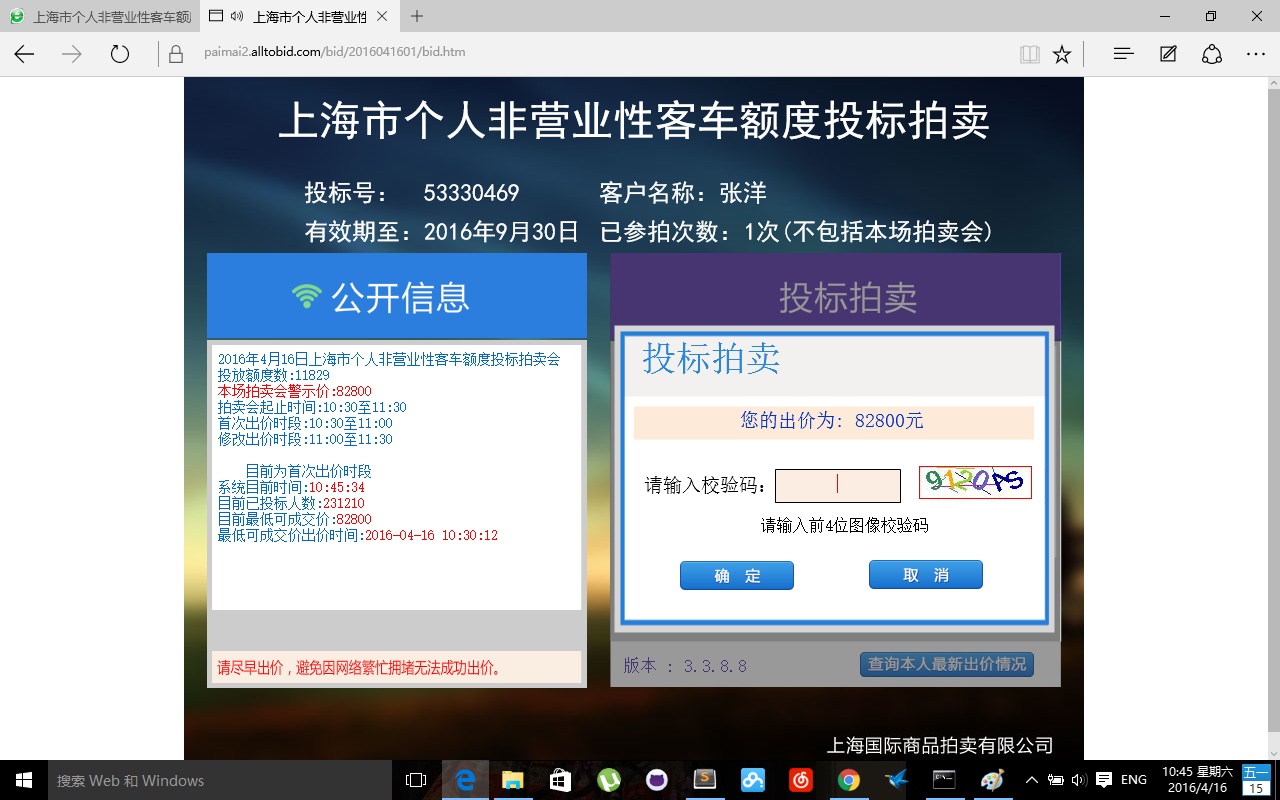 上海市个人非营业性客车额
上海市个人非营业性
paimai2.alltobid.com/bid/2016041601/bid.htm
上海市个人非营业性客车额度投标拍卖
投标号： 53330469 客户名称：张洋
有效期至：2016年9月30日 已参拍次数：1次(不包括本场拍卖会)
公开信息
2016年4月16日上海市个人非营业性客车额度投标拍卖会
投放额度数:11829
本场拍卖会警示价:82800
拍卖会起止时间:10:30至11:30
首次出价时段:10:30至11:00
修改出价时段:11:00至11:30
目前为首次出价时段
系统目前时间:10:45:34
目前已投标人数:231210
目前最低可成交价:82800
最低可成交价出价时间:2016-04-16 10:30:12
请尽早出价，避免因网络繁忙拥堵无法成功出价。
投标拍卖
投标拍卖
您的出价为: 82800元
请输入校验码：
9120PS
请输入前4位图像校验码
确 定
取 消
版本 : 3.3.8.8
查询本人最新出价情况
上海国际商品拍卖有限公司
搜索 Web 和 Windows
ENG
10:45 星期六
2016/4/16
五一
15